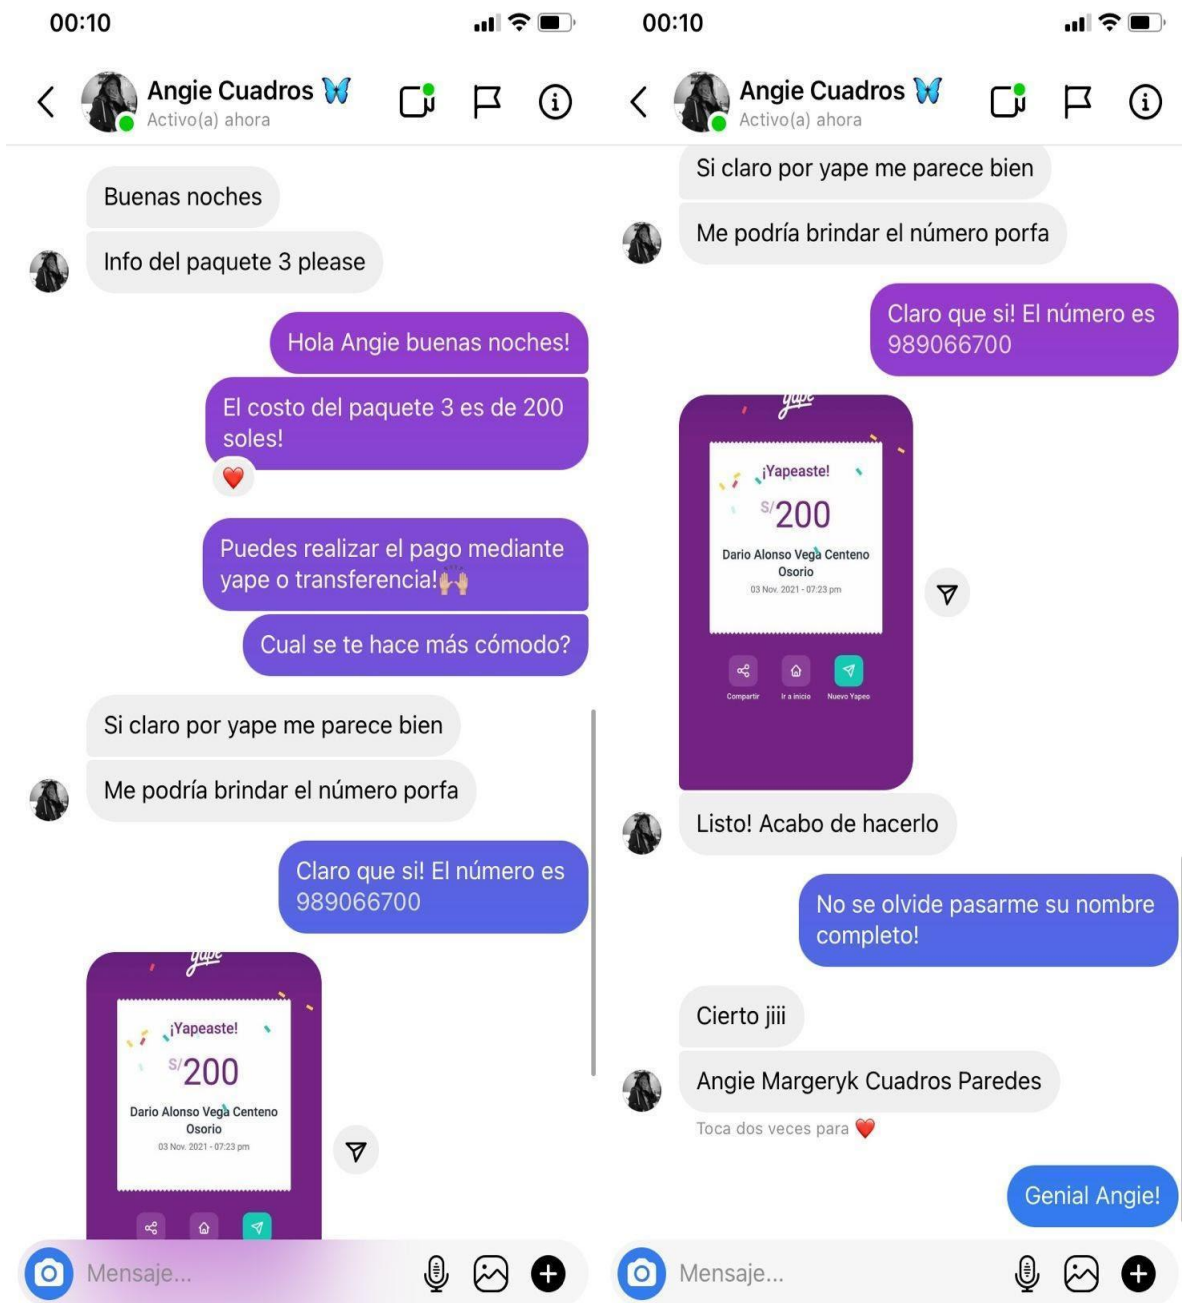 00:10
Angie Cuadros 🦋
Activo(a) ahora
Buenas noches
Info del paquete 3 please
Hola Angie buenas noches!
El costo del paquete 3 es de 200
soles!
❤️
Puedes realizar el pago mediante
yape o transferencia!🙌🏼
Cual se te hace más cómodo?
Si claro por yape me parece bien
Me podría brindar el número porfa
Claro que si! El número es
989066700
yape
¡Yapeaste!
S/200
Dario Alonso Vega Centeno
Osorio
03 Nov. 2021 - 07:23 pm
Mensaje...
00:10
Angie Cuadros 🦋
Activo(a) ahora
Si claro por yape me parece bien
Me podría brindar el número porfa
Claro que si! El número es
989066700
yape
¡Yapeaste!
S/200
Dario Alonso Vega Centeno
Osorio
03 Nov. 2021 - 07:23 pm
Compartir Ir a inicio Nuevo Yapeo
Listo! Acabo de hacerlo
No se olvide pasarme su nombre
completo!
Cierto jiii
Angie Margeryk Cuadros Paredes
Toca dos veces para ❤️
Genial Angie!
Mensaje...